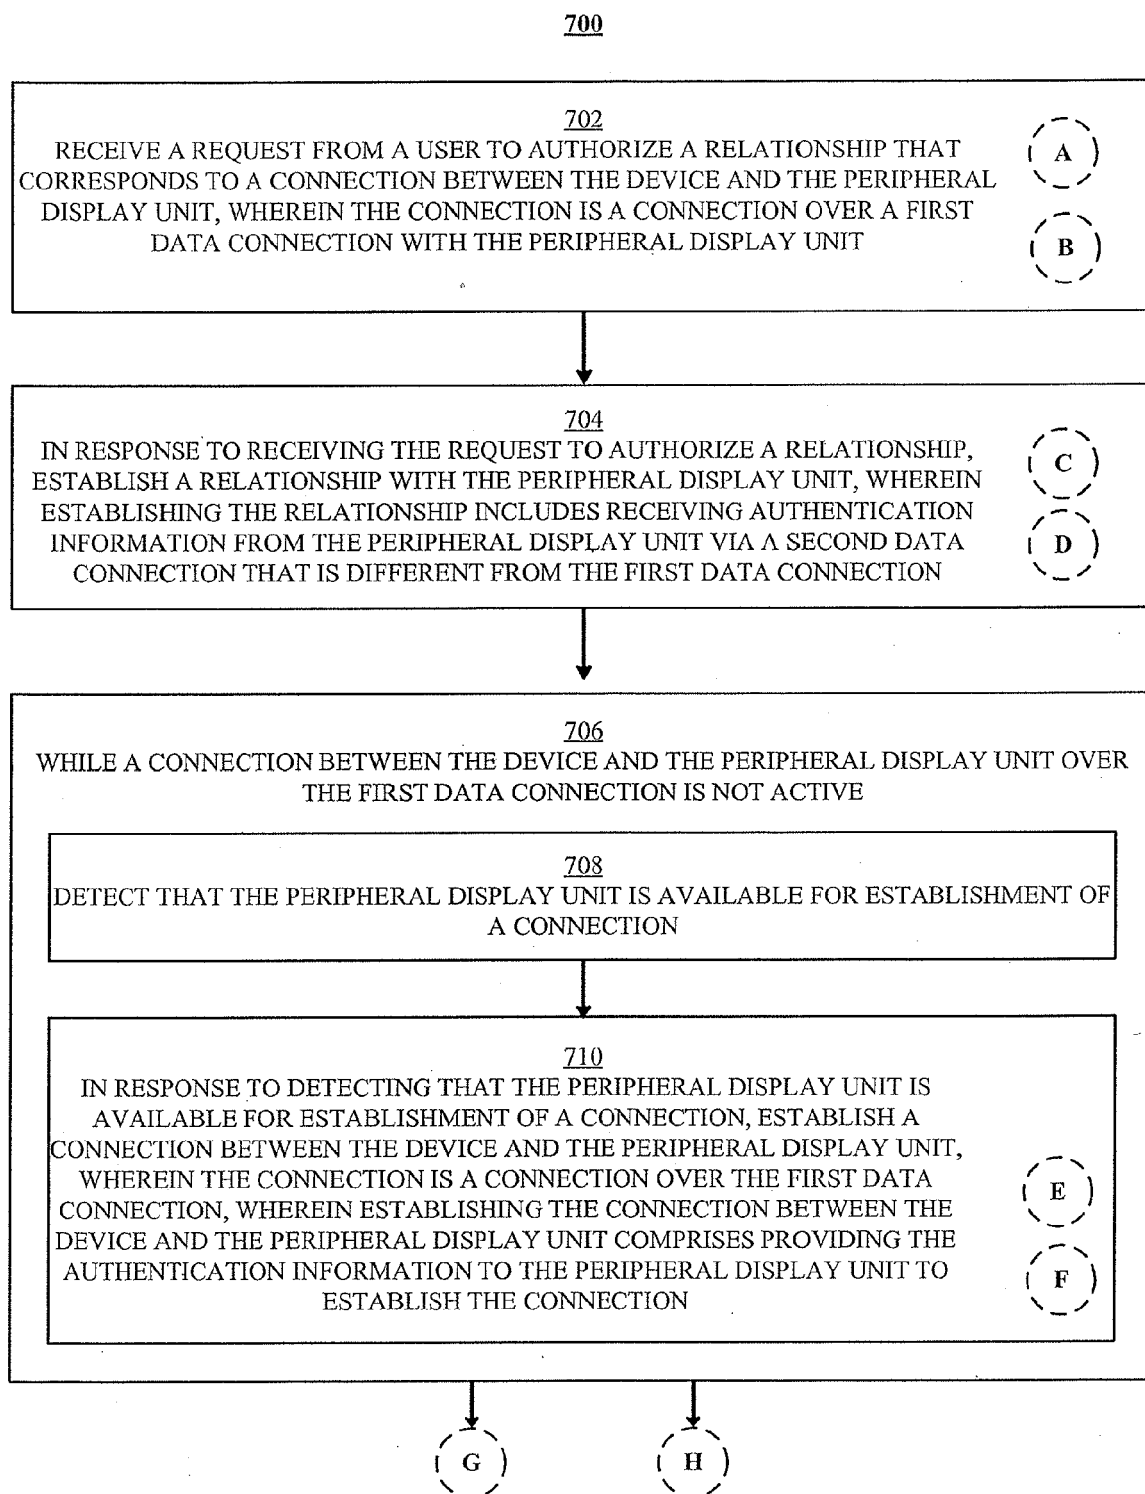 700
702
RECEIVE A REQUEST FROM A USER TO AUTHORIZE A RELATIONSHIP THAT
CORRESPONDS TO A CONNECTION BETWEEN THE DEVICE AND THE PERIPHERAL
DISPLAY UNIT, WHEREIN THE CONNECTION IS A CONNECTION OVER A FIRST
DATA CONNECTION WITH THE PERIPHERAL DISPLAY UNIT
A
B
704
IN RESPONSE TO RECEIVING THE REQUEST TO AUTHORIZE A RELATIONSHIP,
ESTABLISH A RELATIONSHIP WITH THE PERIPHERAL DISPLAY UNIT, WHEREIN
ESTABLISHING THE RELATIONSHIP INCLUDES RECEIVING AUTHENTICATION
INFORMATION FROM THE PERIPHERAL DISPLAY UNIT VIA A SECOND DATA
CONNECTION THAT IS DIFFERENT FROM THE FIRST DATA CONNECTION
C
D
706
WHILE A CONNECTION BETWEEN THE DEVICE AND THE PERIPHERAL DISPLAY UNIT OVER
THE FIRST DATA CONNECTION IS NOT ACTIVE
708
DETECT THAT THE PERIPHERAL DISPLAY UNIT IS AVAILABLE FOR ESTABLISHMENT OF
A CONNECTION
710
IN RESPONSE TO DETECTING THAT THE PERIPHERAL DISPLAY UNIT IS
AVAILABLE FOR ESTABLISHMENT OF A CONNECTION, ESTABLISH A
CONNECTION BETWEEN THE DEVICE AND THE PERIPHERAL DISPLAY UNIT,
WHEREIN THE CONNECTION IS A CONNECTION OVER THE FIRST DATA
CONNECTION, WHEREIN ESTABLISHING THE CONNECTION BETWEEN THE
DEVICE AND THE PERIPHERAL DISPLAY UNIT COMPRISES PROVIDING THE
AUTHENTICATION INFORMATION TO THE PERIPHERAL DISPLAY UNIT TO
ESTABLISH THE CONNECTION
E
F
G
H